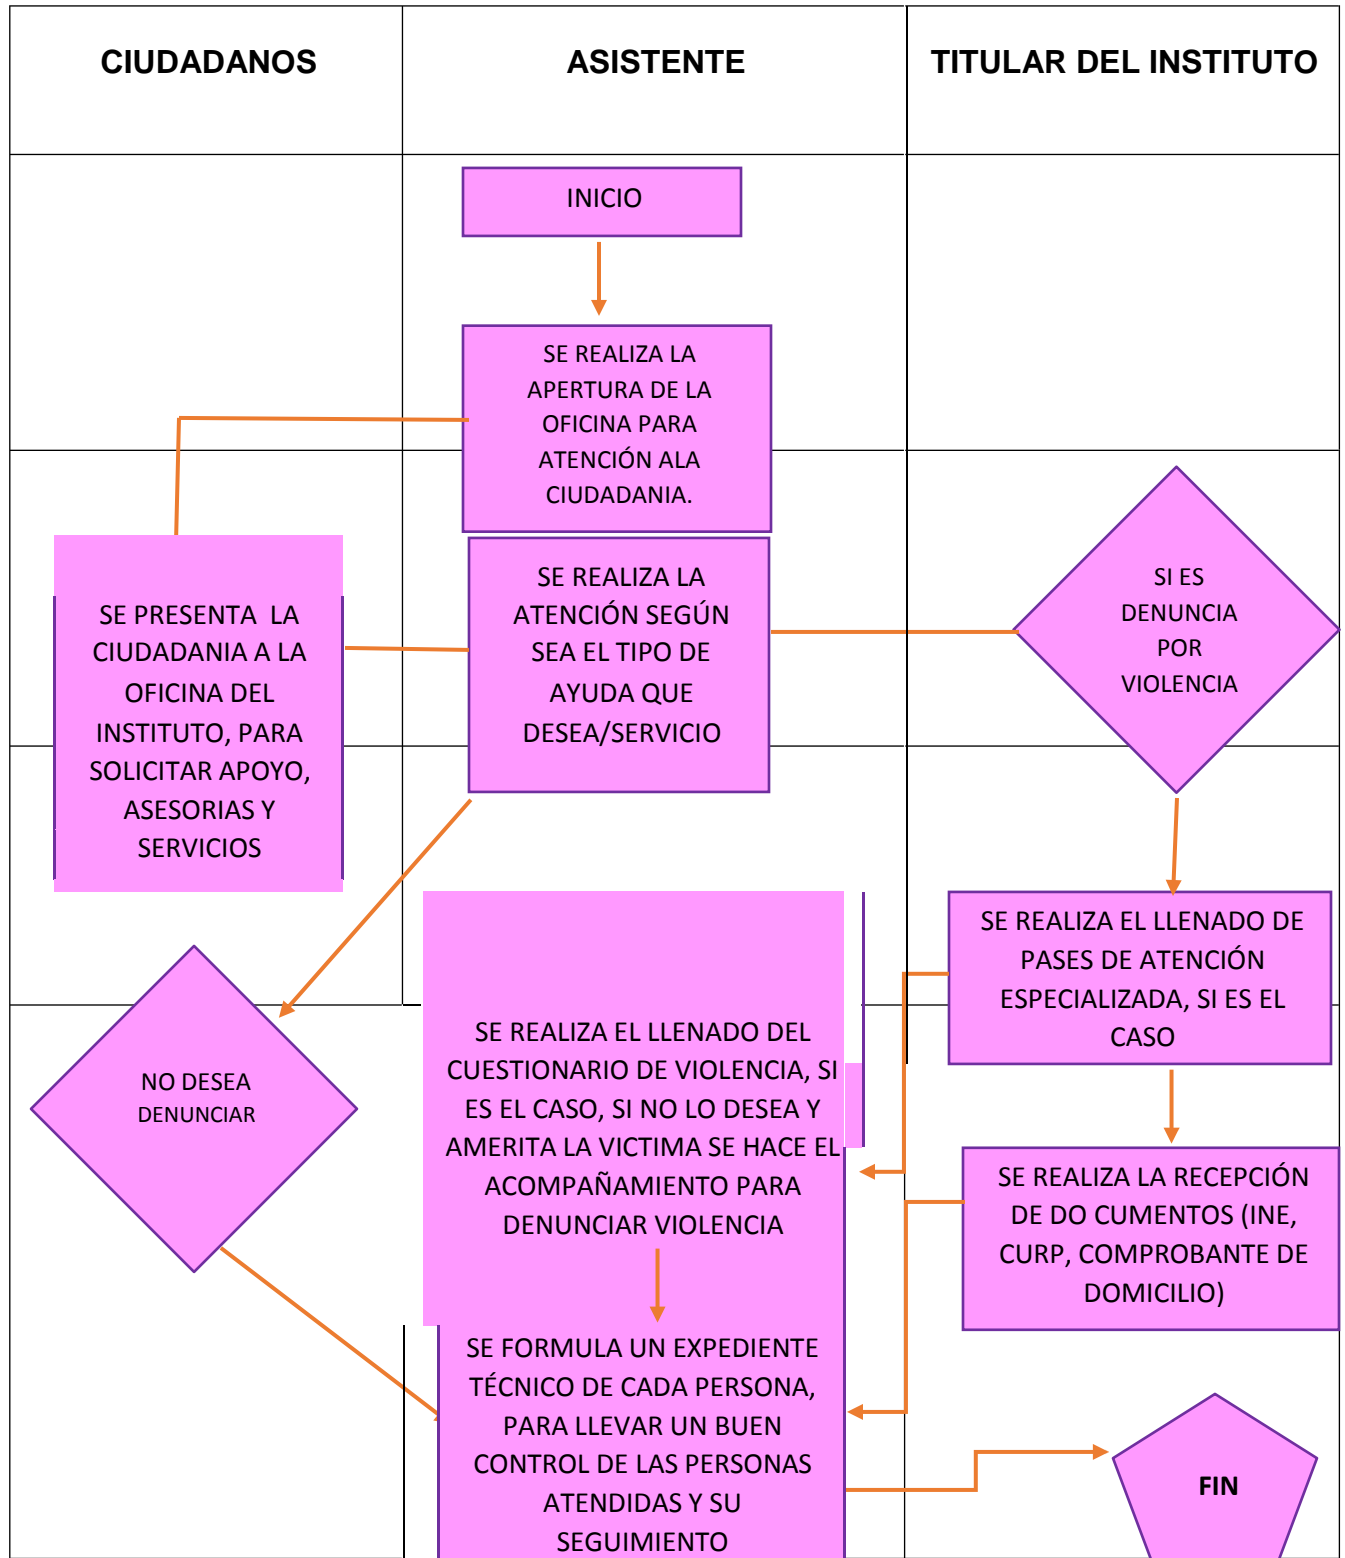 CIUDADANOS
ASISTENTE
TITULAR DEL INSTITUTO
INICIO
SE REALIZA LA
APERTURA DE LA
OFICINA PARA
ATENCIÓN ALA
CIUDADANIA.
SE PRESENTA  LA
CIUDADANIA A LA
OFICINA DEL
INSTITUTO, PARA
SOLICITAR APOYO,
ASESORIAS Y
SERVICIOS
SE REALIZA LA
ATENCIÓN SEGÚN
SEA EL TIPO DE
AYUDA QUE
DESEA/SERVICIO
SI ES
DENUNCIA
POR
VIOLENCIA
NO DESEA
DENUNCIAR
SE REALIZA EL LLENADO DEL
CUESTIONARIO DE VIOLENCIA, SI
ES EL CASO, SI NO LO DESEA Y
AMERITA LA VICTIMA SE HACE EL
ACOMPAÑAMIENTO PARA
DENUNCIAR VIOLENCIA
SE REALIZA EL LLENADO DE
PASES DE ATENCIÓN
ESPECIALIZADA, SI ES EL
CASO
SE REALIZA LA RECEPCIÓN
DE DO CUMENTOS (INE,
CURP, COMPROBANTE DE
DOMICILIO)
SE FORMULA UN EXPEDIENTE
TÉCNICO DE CADA PERSONA,
PARA LLEVAR UN BUEN
CONTROL DE LAS PERSONAS
ATENDIDAS Y SU
SEGUIMIENTO
FIN